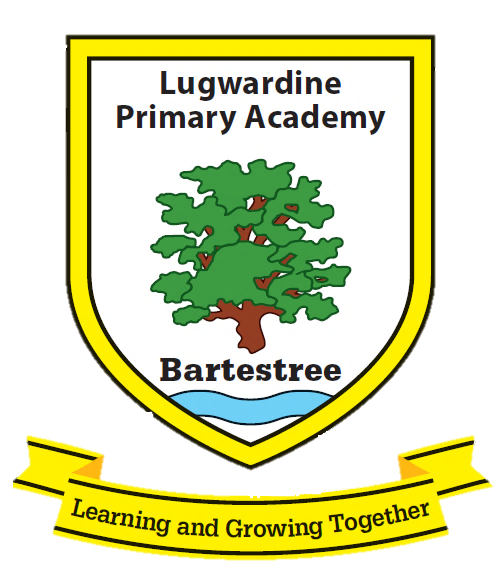 Lugwardine
Primary Academy
Bartestree
Learning and Growing Together